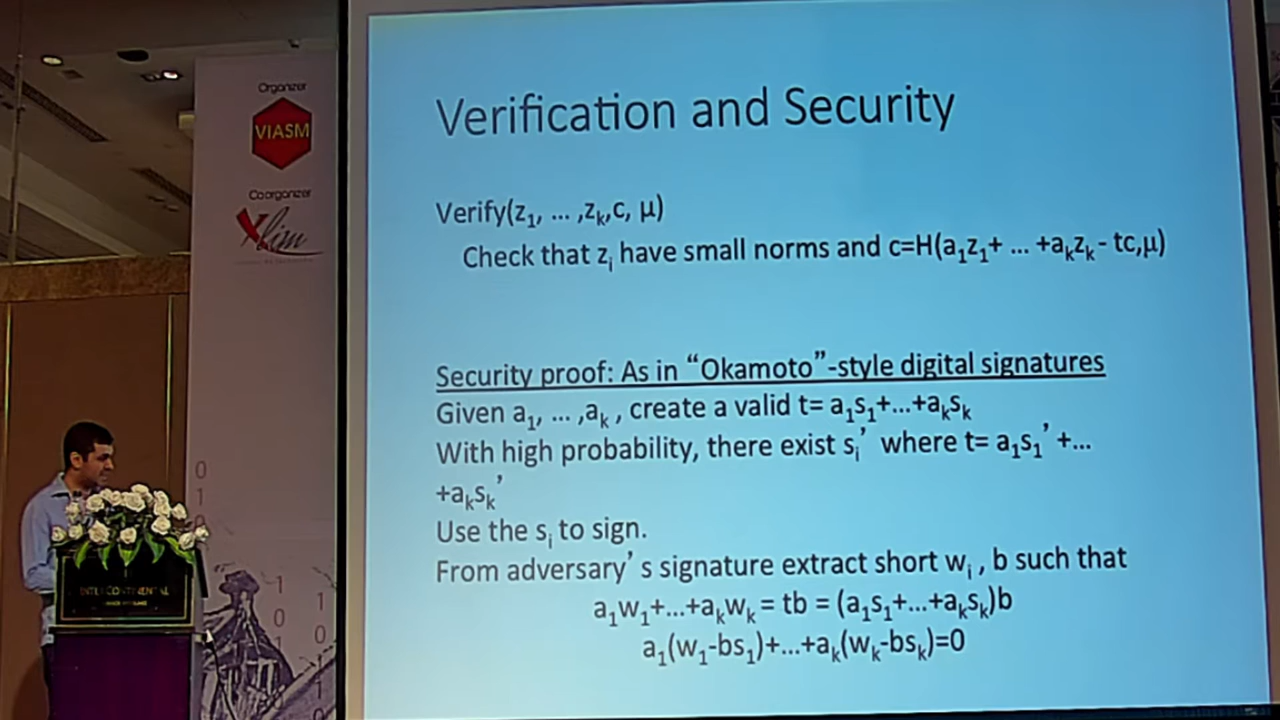 Organizer
VIASM
Coorganizer
Xlim
Verification and Security
Verify(z₁, ... ,zₖ,c, μ)
Check that zᵢ have small norms and c=H(a₁z₁+ ... +aₖzₖ- tc,μ)
Security proof: As in “Okamoto”-style digital signatures
Given a₁, ... ,aₖ , create a valid t= a₁s₁+...+aₖsₖ
With high probability, there exist sᵢ’ where t= a₁s₁’ +...
+aₖsₖ’
Use the sᵢ to sign.
From adversary’s signature extract short wᵢ , b such that
a₁w₁+...+aₖwₖ = tb = (a₁s₁+...+aₖsₖ)b
a₁(w₁-bs₁)+...+aₖ(wₖ-bsₖ)=0
INTERCONTINENTAL